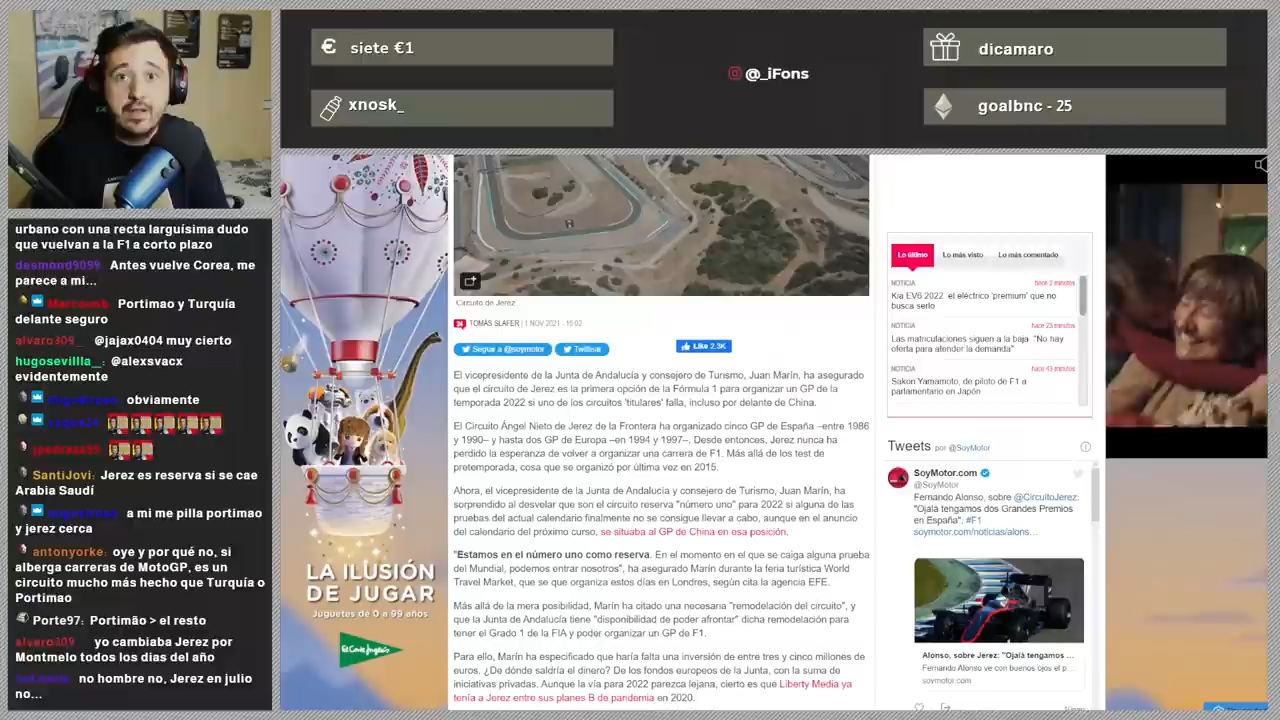 siete €1
xnosk_
@_iFons
dicamaro
goalbnc - 25
urbano con una recta larguísima dudo
que vuelvan a la F1 a corto plazo
desmond9099 Antes vuelve Corea, me
parece a mi...
Marcoumb Portimao y Turquía
delante seguro
alvaro309_ @jajax0404 muy cierto
hugosevillla_: @alexsvacx
evidentemente
obviamente
SantiJovi: Jerez es reserva si se cae
Arabia Saudí
a mi me pilla portimao
y jerez cerca
antonyorke: oye y por qué no, si
alberga carreras de MotoGP, es un
circuito mucho más hecho que Turquía o
Portimao
Porte97: Portimão > el resto
alvaro309_ yo cambiaba Jerez por
Montmelo todos los dias del año
no hombre no, Jerez en julio
no...
LA ILUSIÓN
DE JUGAR
Juguetes de 0 a 99 años
El Corte Inglés
Circuito de Jerez
TOMÁS SLAFER | 1 NOV 2021 - 15:02
Seguir a @soymotor
Twittear
Like 2.3K
El vicepresidente de la Junta de Andalucía y consejero de Turismo, Juan Marín, ha asegurado
que el circuito de Jerez es la primera opción de la Fórmula 1 para organizar un GP de la
temporada 2022 si uno de los circuitos 'titulares' falla, incluso por delante de China.
El Circuito Ángel Nieto de Jerez de la Frontera ha organizado cinco GP de España –entre 1986
y 1990– y hasta dos GP de Europa –en 1994 y 1997–. Desde entonces, Jerez nunca ha
perdido la esperanza de volver a organizar una carrera de F1. Más allá de los test de
pretemporada, cosa que se organizó por última vez en 2015.
Ahora, el vicepresidente de la Junta de Andalucía y consejero de Turismo, Juan Marín, ha
sorprendido al desvelar que son el circuito reserva "número uno" para 2022 si alguna de las
pruebas del actual calendario finalmente no se consigue llevar a cabo, aunque en el anuncio
del calendario del próximo curso, se situaba al GP de China en esa posición.
"Estamos en el número uno como reserva. En el momento en el que se caiga alguna prueba
del Mundial, podemos entrar nosotros", ha asegurado Marín durante la feria turística World
Travel Market, que se que organiza estos días en Londres, según cita la agencia EFE.
Más allá de la mera posibilidad, Marín ha citado una necesaria "remodelación del circuito", y
que la Junta de Andalucía tiene "disponibilidad de poder afrontar" dicha remodelación para
tener el Grado 1 de la FIA y poder organizar un GP de F1.
Para ello, Marín ha especificado que haría falta una inversión de entre tres y cinco millones de
euros. ¿De dónde saldría el dinero? De los fondos europeos de la Junta, con la suma de
iniciativas privadas. Aunque la vía para 2022 parezca lejana, cierto es que Liberty Media ya
tenía a Jerez entre sus planes B de pandemia en 2020.
Lo último
Lo más visto
Lo más comentado
NOTICIA hace 2 minutos
Kia EV6 2022 el eléctrico 'premium' que no
busca serlo
NOTICIA hace 23 minutos
Las matriculaciones siguen a la baja "No hay
oferta para atender la demanda"
NOTICIA hace 43 minutos
Sakon Yamamoto, de piloto de F1 a
parlamentario en Japón
Tweets por @SoyMotor
SoyMotor.com
@SoyMotor
Fernando Alonso, sobre @CircuitoJerez:
"Ojalá tengamos dos Grandes Premios
en España". #F1
soymotor.com/noticias/alons…
Alonso, sobre Jerez: "Ojalá tengamos ...
Fernando Alonso ve con buenos ojos el p...
soymotor.com